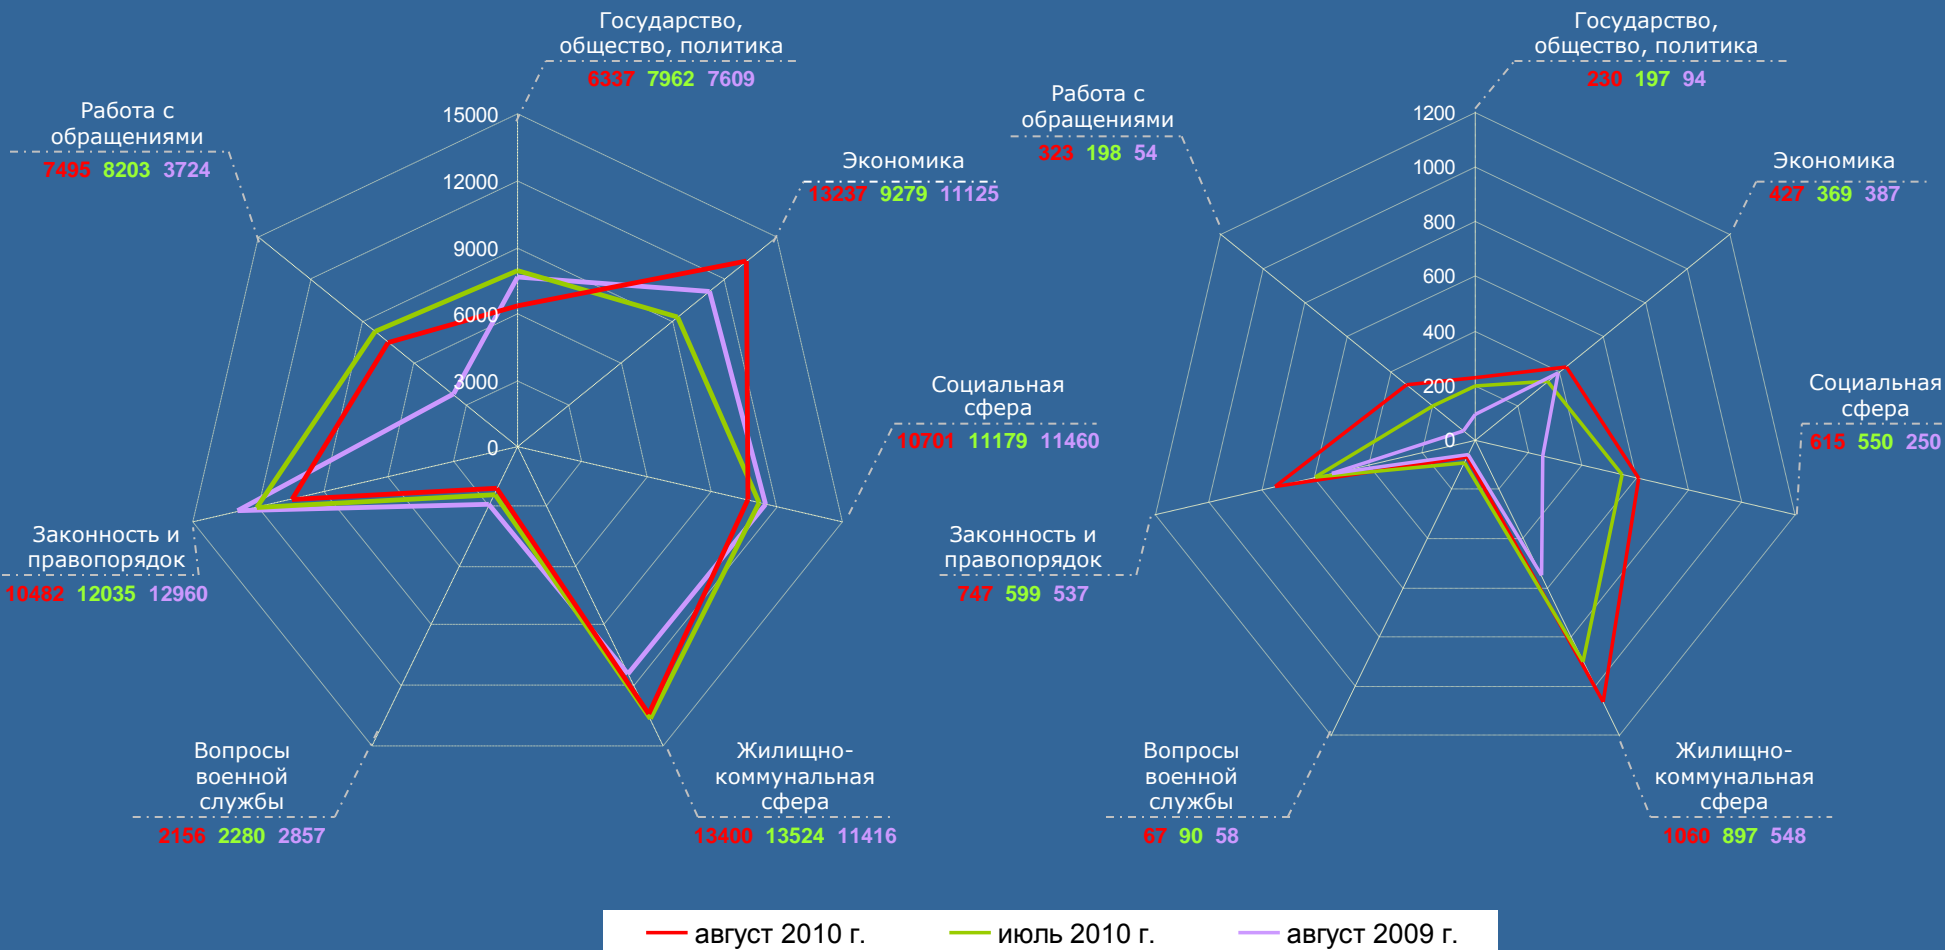 Государство,
общество, политика
6337 7962 7609
Работа с
обращениями
7495 8203 3724
Экономика
13237 9279 11125
Социальная
сфера
10701 11179 11460
Законность и
правопорядок
10482 12035 12960
Вопросы
военной
службы
2156 2280 2857
Жилищно-
коммунальная
сфера
13400 13524 11416
15000
12000
9000
6000
3000
0
Государство,
общество, политика
230 197 94
Работа с
обращениями
323 198 54
Экономика
427 369 387
Социальная
сфера
615 550 250
Законность и
правопорядок
747 599 537
Вопросы
военной
службы
67 90 58
Жилищно-
коммунальная
сфера
1060 897 548
1200
1000
800
600
400
200
0
август 2010 г. июль 2010 г. август 2009 г.